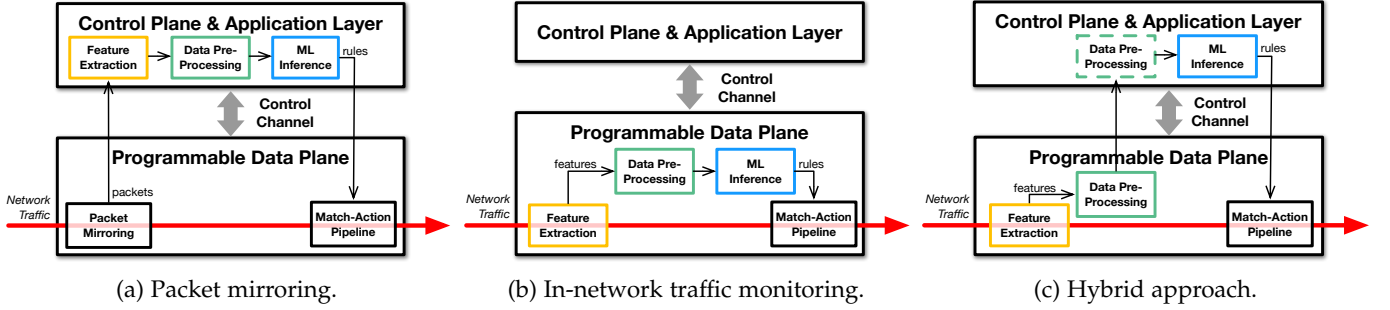 Control Plane & Application Layer
Feature
Extraction
Data Pre-
Processing
ML
Inference
rules
Control
Channel
Programmable Data Plane
packets
Network
Traffic
Packet
Mirroring
Match-Action
Pipeline
(a) Packet mirroring.
Control Plane & Application Layer
Control
Channel
Programmable Data Plane
features
Data Pre-
Processing
ML
Inference
rules
Network
Traffic
Feature
Extraction
Match-Action
Pipeline
(b) In-network traffic monitoring.
Control Plane & Application Layer
Data Pre-
Processing
ML
Inference
rules
Control
Channel
Programmable Data Plane
features
Data Pre-
Processing
Network
Traffic
Feature
Extraction
Match-Action
Pipeline
(c) Hybrid approach.